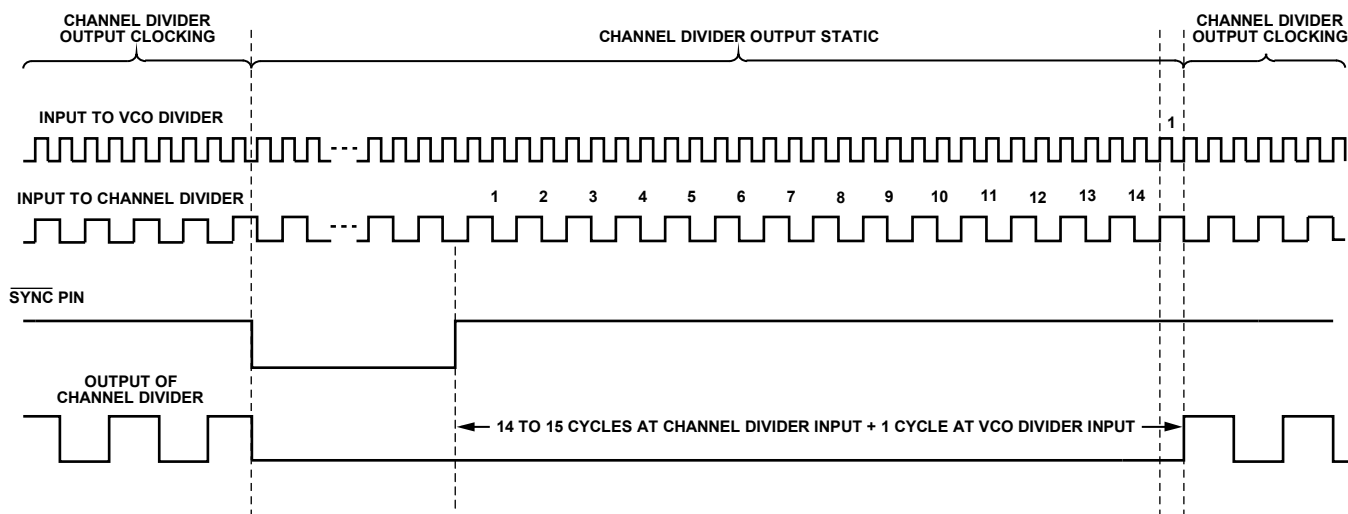 CHANNEL DIVIDER
OUTPUT CLOCKING
CHANNEL DIVIDER OUTPUT STATIC
CHANNEL DIVIDER
OUTPUT CLOCKING
INPUT TO VCO DIVIDER
1
INPUT TO CHANNEL DIVIDER
1 2 3 4 5 6 7 8 9 10 11 12 13 14
SYNC PIN
OUTPUT OF
CHANNEL DIVIDER
14 TO 15 CYCLES AT CHANNEL DIVIDER INPUT + 1 CYCLE AT VCO DIVIDER INPUT